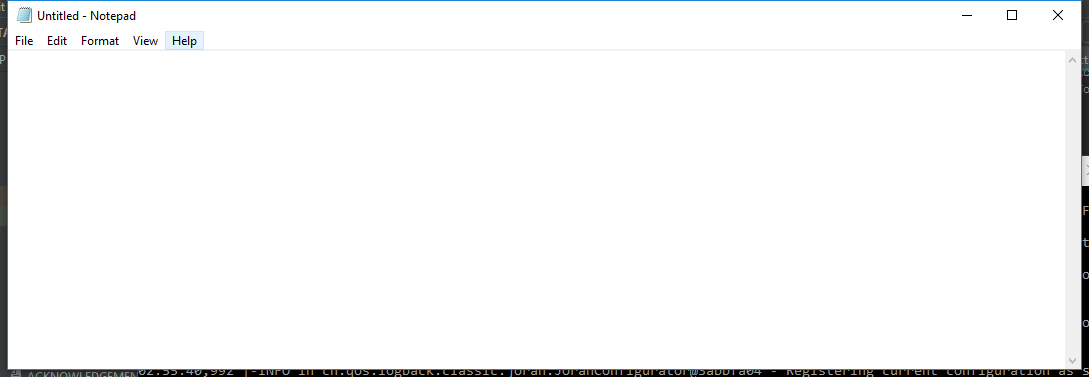 Untitled - Notepad
File Edit Format View Help
ACKNOWLEDGEMEN
02:55:40,992 |-INFO in ch.qos.logback.classic.joran.JoranConfigurator@3abbfa04 - Registering current configuration as s